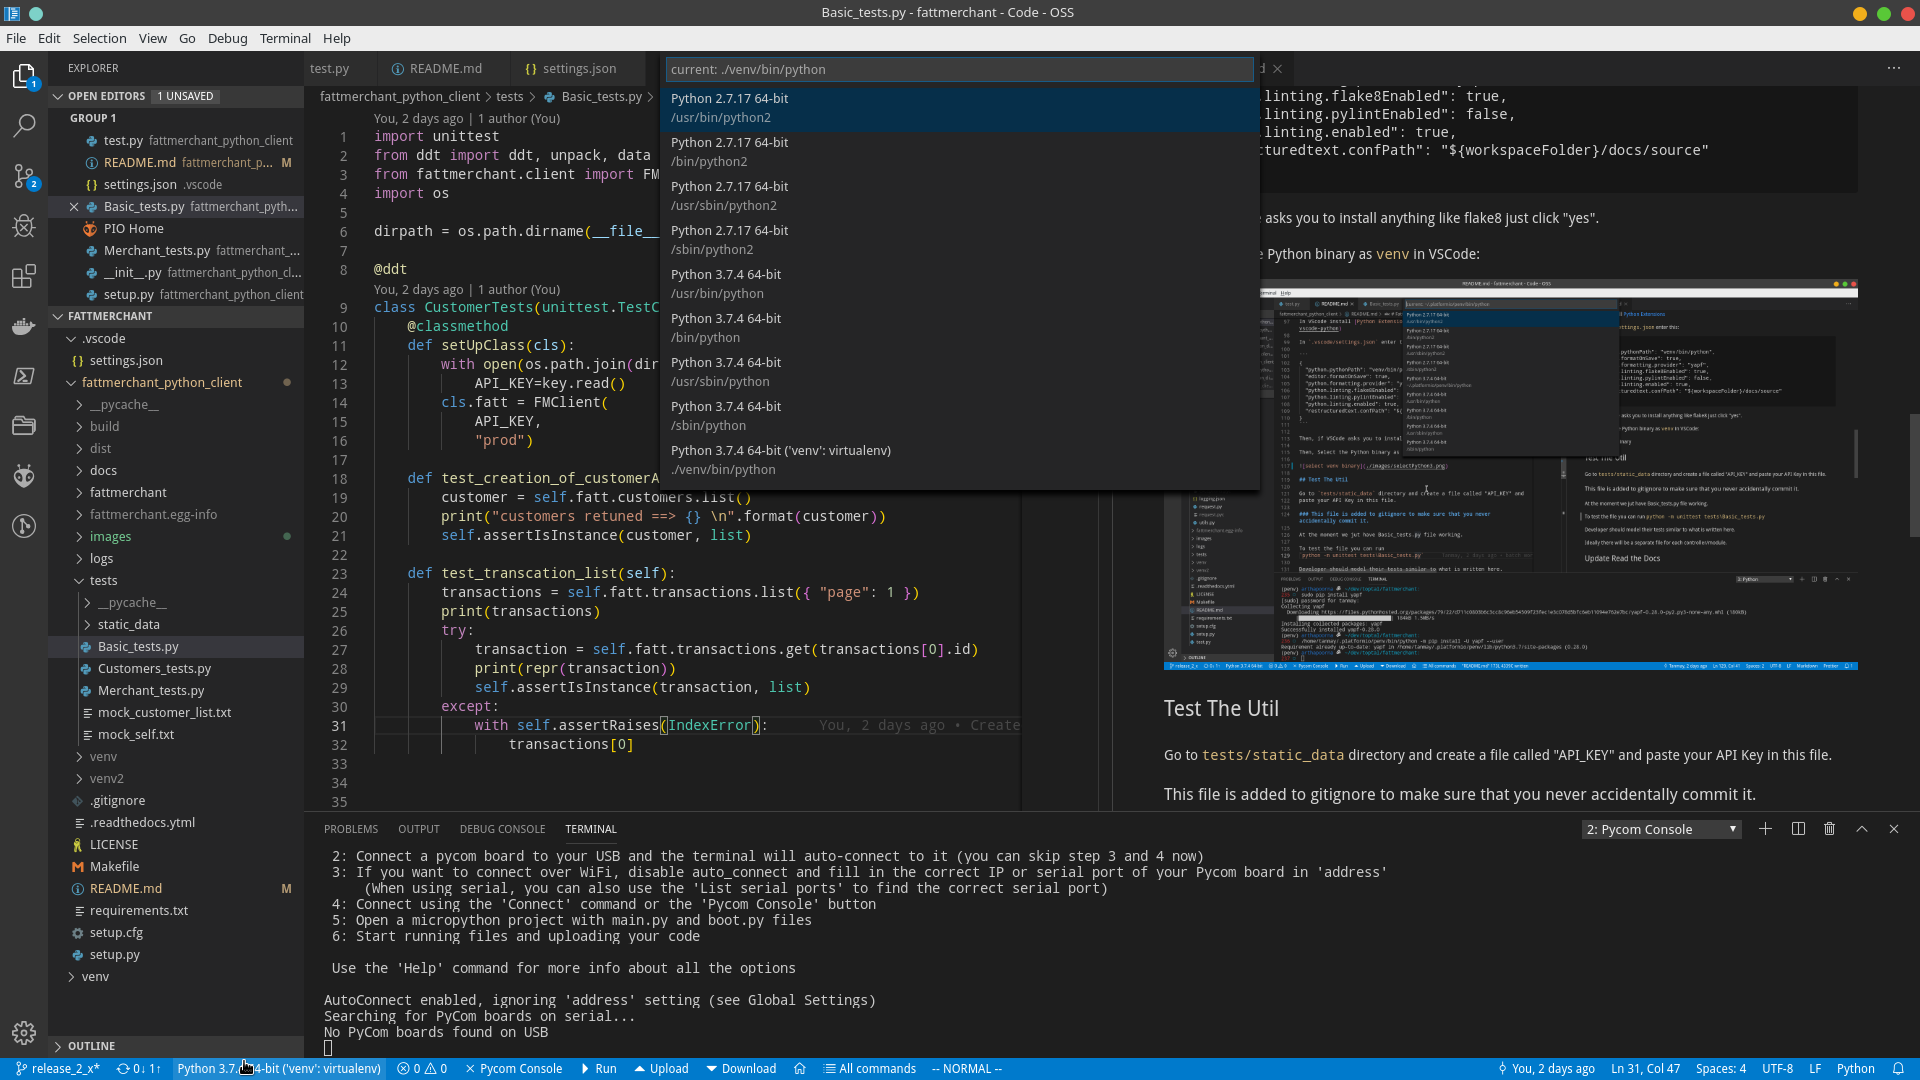 Basic_tests.py - fattmerchant - Code - OSS
File Edit Selection View Go Debug Terminal Help
EXPLORER
OPEN EDITORS 1 UNSAVED
GROUP 1
test.py fattmerchant_python_client
README.md fattmerchant_p... M
settings.json .vscode
Basic_tests.py fattmerchant_pyth...
PIO Home
Merchant_tests.py fattmerchant_...
__init__.py fattmerchant_python_cl...
setup.py fattmerchant_python_client
FATTMERCHANT
.vscode
settings.json
fattmerchant_python_client
__pycache__
build
dist
docs
fattmerchant
fattmerchant.egg-info
images
logs
tests
__pycache__
static_data
Basic_tests.py
Customers_tests.py
Merchant_tests.py
mock_customer_list.txt
mock_self.txt
venv
venv2
.gitignore
.readthedocs.ytml
LICENSE
Makefile
README.md M
requirements.txt
setup.cfg
setup.py
venv
OUTLINE
test.py README.md settings.json
fattmerchant_python_client > tests > Basic_tests.py >
You, 2 days ago | 1 author (You)
1 import unittest
2 from ddt import ddt, unpack, data
3 from fattmerchant.client import FM
4 import os
5
6 dirpath = os.path.dirname(__file__
7
8 @ddt
You, 2 days ago | 1 author (You)
9 class CustomerTests(unittest.TestC
10 @classmethod
11 def setUpClass(cls):
12 with open(os.path.join(dir
13 API_KEY=key.read()
14 cls.fatt = FMClient(
15 API_KEY,
16 "prod")
17
18 def test_creation_of_customerA
19 customer = self.fatt.customers.list()
20 print("customers retuned ==> {} \n".format(customer))
21 self.assertIsInstance(customer, list)
22
23 def test_transcation_list(self):
24 transactions = self.fatt.transactions.list({ "page": 1 })
25 print(transactions)
26 try:
27 transaction = self.fatt.transactions.get(transactions[0].id)
28 print(repr(transaction))
29 self.assertIsInstance(transaction, list)
30 except:
31 with self.assertRaises(IndexError): You, 2 days ago • Create
32 transactions[0]
33
34
35
current: ./venv/bin/python
Python 2.7.17 64-bit
/usr/bin/python2
Python 2.7.17 64-bit
/bin/python2
Python 2.7.17 64-bit
/usr/sbin/python2
Python 2.7.17 64-bit
/sbin/python2
Python 3.7.4 64-bit
/usr/bin/python
Python 3.7.4 64-bit
/bin/python
Python 3.7.4 64-bit
/usr/sbin/python
Python 3.7.4 64-bit
/sbin/python
Python 3.7.4 64-bit ('venv': virtualenv)
./venv/bin/python
.linting.flake8Enabled": true,
.linting.pylintEnabled": false,
.linting.enabled": true,
cturedtext.confPath": "${workspaceFolder}/docs/source"
asks you to install anything like flake8 just click "yes".
e Python binary as venv in VSCode:
Test The Util
Go to tests/static_data directory and create a file called "API_KEY" and paste your API Key in this file.
This file is added to gitignore to make sure that you never accidentally commit it.
PROBLEMS OUTPUT DEBUG CONSOLE TERMINAL 2: Pycom Console
2: Connect a pycom board to your USB and the terminal will auto-connect to it (you can skip step 3 and 4 now)
3: If you want to connect over WiFi, disable auto_connect and fill in the correct IP or serial port of your Pycom board in 'address'
(When using serial, you can also use the 'List serial ports' to find the correct serial port)
4: Connect using the 'Connect' command or the 'Pycom Console' button
5: Open a micropython project with main.py and boot.py files
6: Start running files and uploading your code
Use the 'Help' command for more info about all the options
AutoConnect enabled, ignoring 'address' setting (see Global Settings)
Searching for PyCom boards on serial...
No PyCom boards found on USB
release_2_x* 0↓ 1↑ Python 3.7. 4-bit ('venv': virtualenv) 0 0 Pycom Console Run Upload Download All commands -- NORMAL -- You, 2 days ago Ln 31, Col 47 Spaces: 4 UTF-8 LF Python